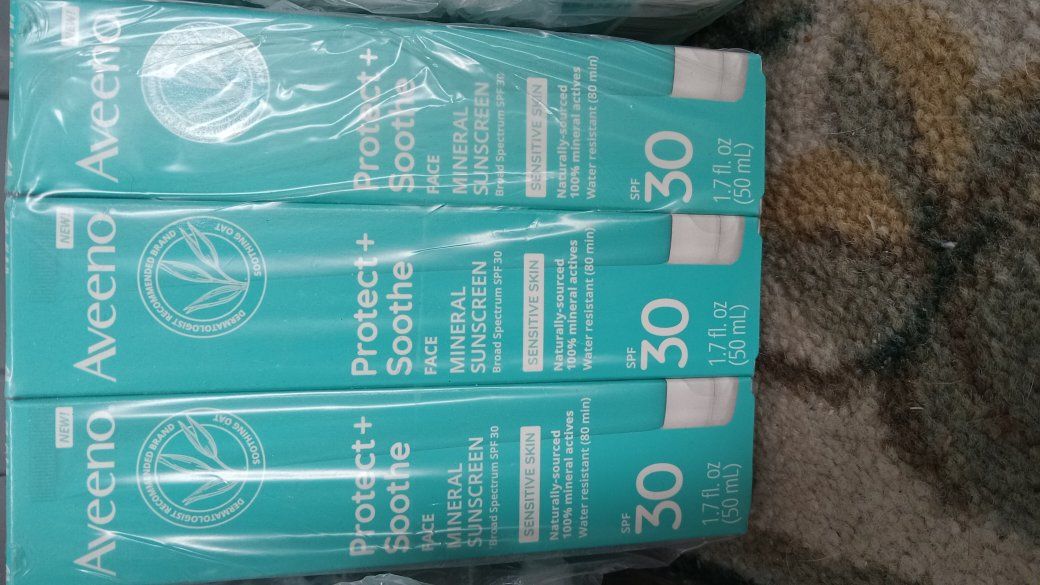 NEW!
Aveeno
Protect +
Soothe
FACE
MINERAL
SUNSCREEN
Broad Spectrum SPF 30
SENSITIVE SKIN
Naturally-sourced
100% mineral actives
Water resistant (80 min)
SPF
30
1.7 fl. oz
(50 mL)
NEW!
Aveeno
DERMATOLOGIST RECOMMENDED BRAND
SOOTHING OAT
Protect +
Soothe
FACE
MINERAL
SUNSCREEN
Broad Spectrum SPF 30
SENSITIVE SKIN
Naturally-sourced
100% mineral actives
Water resistant (80 min)
SPF
30
1.7 fl. oz
(50 mL)
NEW!
Aveeno
DERMATOLOGIST RECOMMENDED BRAND
SOOTHING OAT
Protect +
Soothe
FACE
MINERAL
SUNSCREEN
Broad Spectrum SPF 30
SENSITIVE SKIN
Naturally-sourced
100% mineral actives
Water resistant (80 min)
SPF
30
1.7 fl. oz
(50 mL)